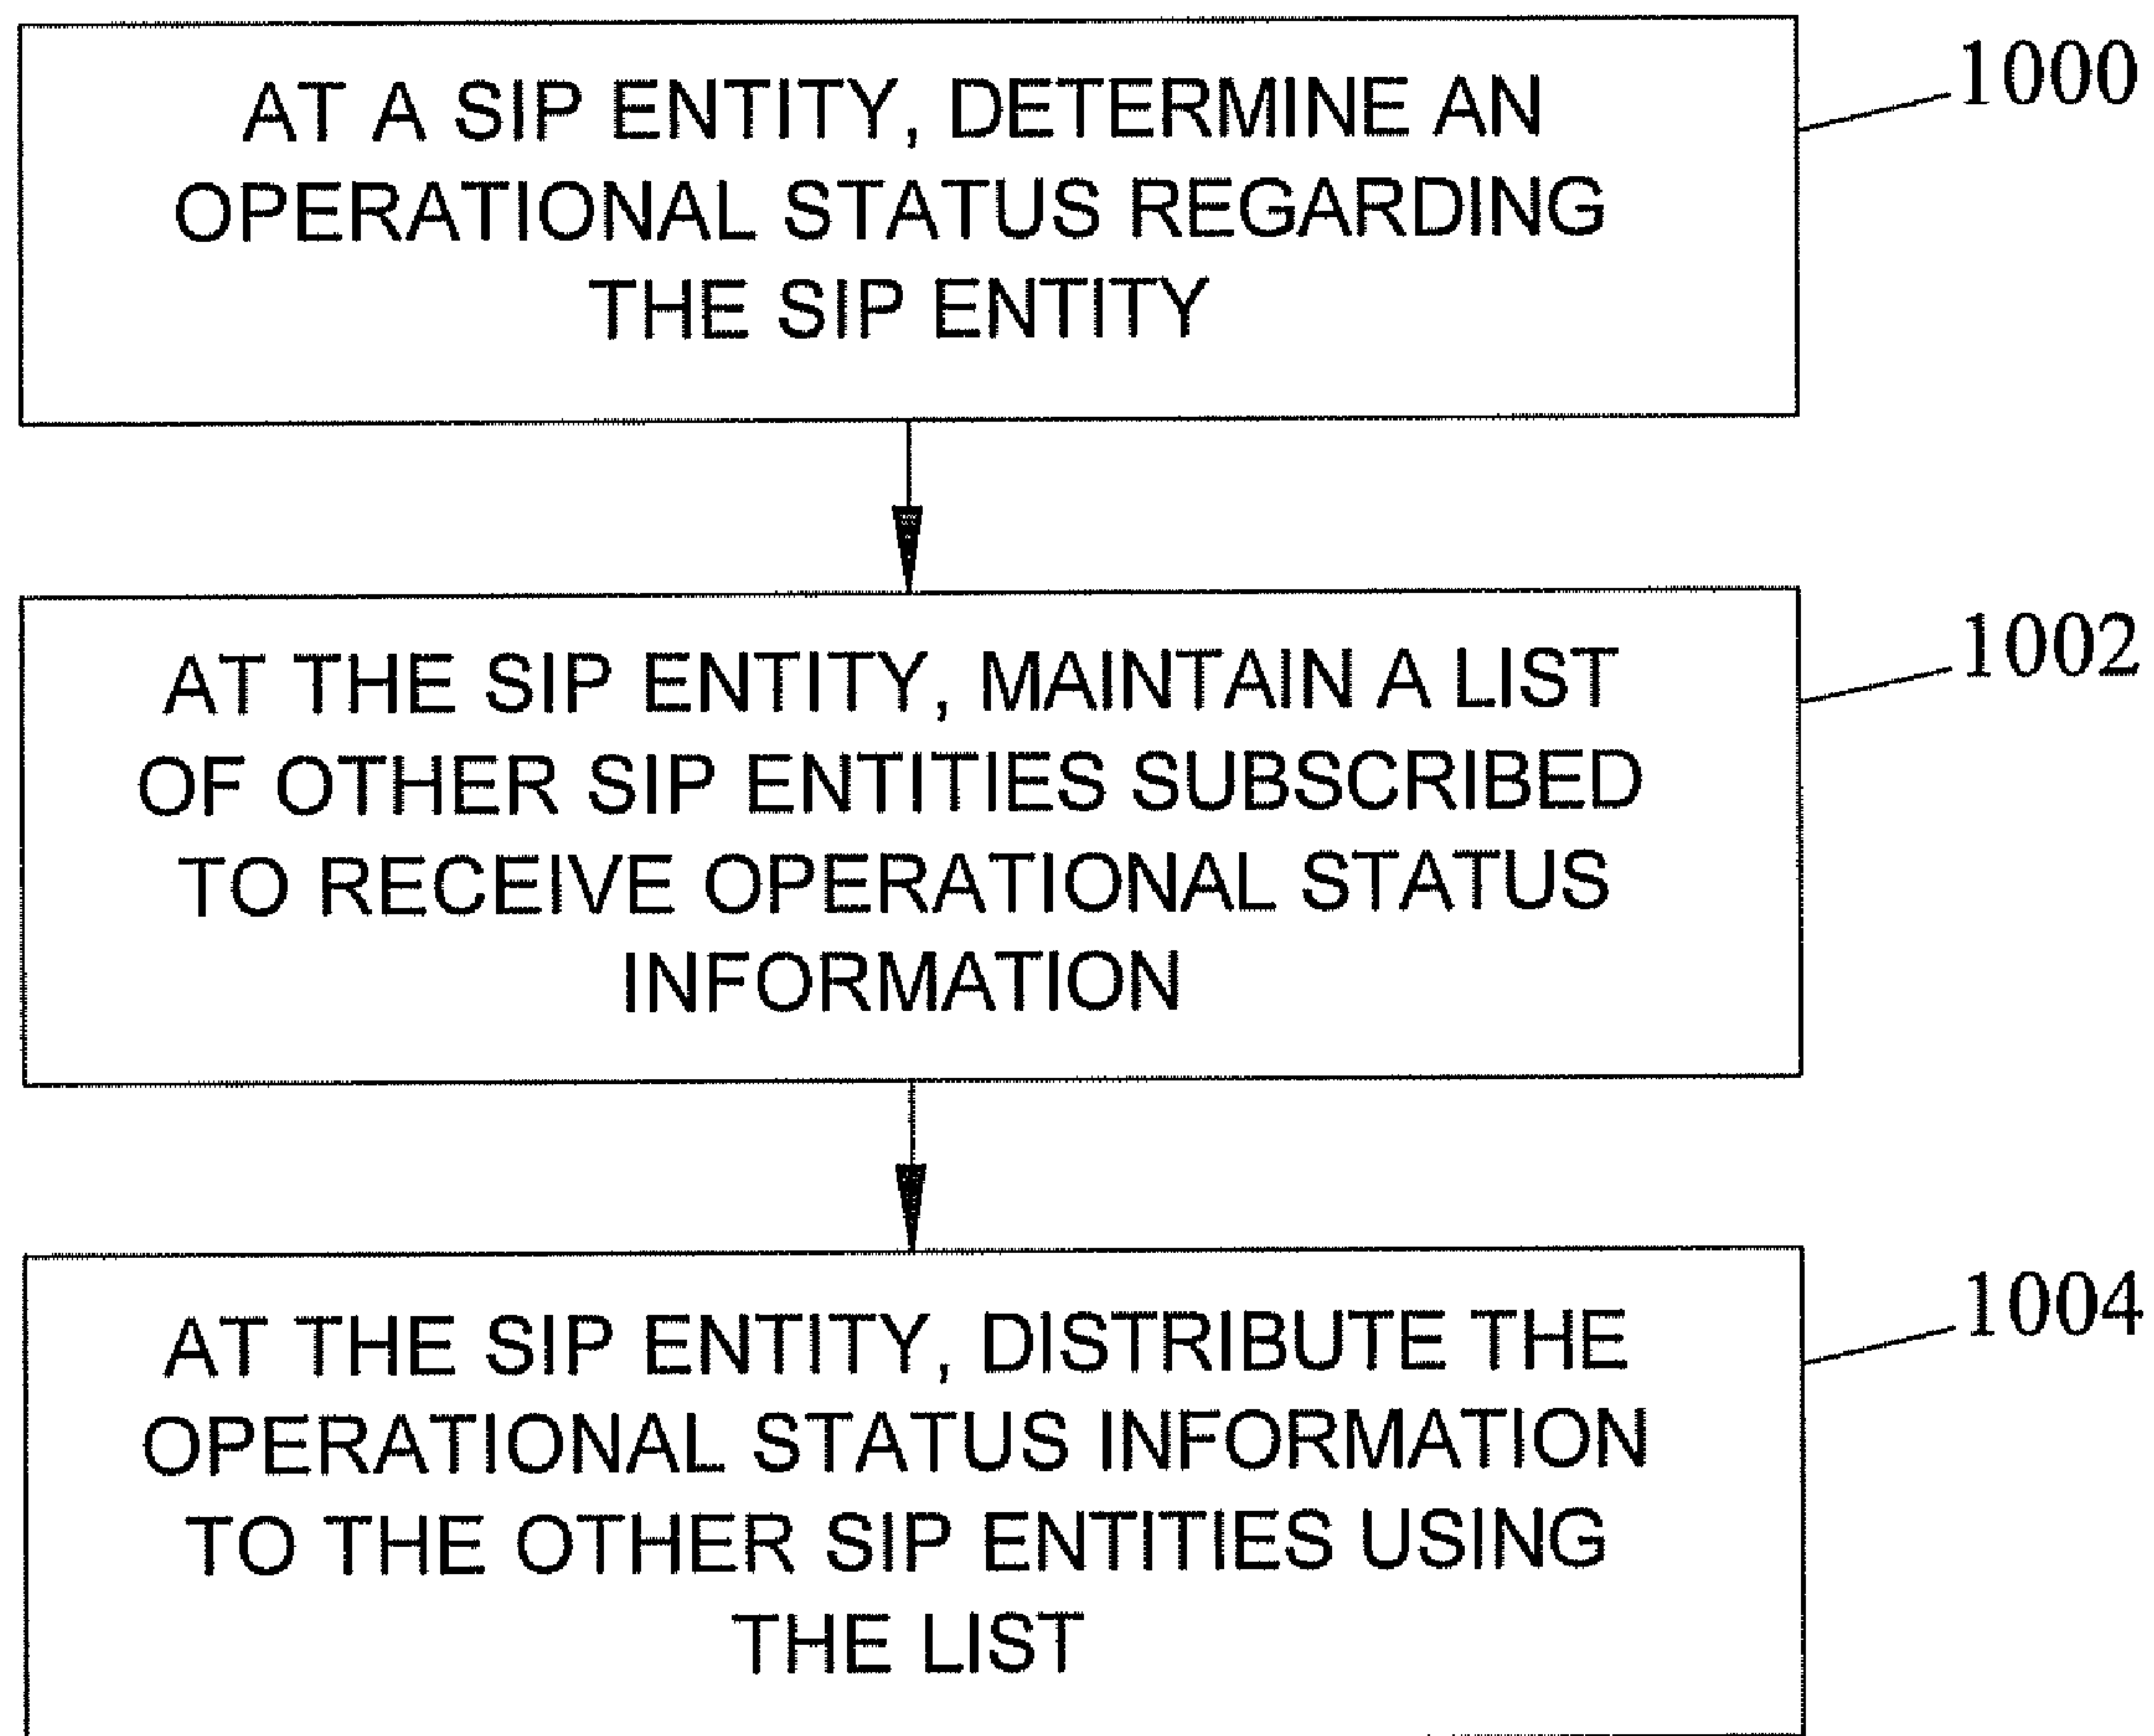 AT A SIP ENTITY, DETERMINE AN
OPERATIONAL STATUS REGARDING
THE SIP ENTITY
1000
AT THE SIP ENTITY, MAINTAIN A LIST
OF OTHER SIP ENTITIES SUBSCRIBED
TO RECEIVE OPERATIONAL STATUS
INFORMATION
1002
AT THE SIP ENTITY, DISTRIBUTE THE
OPERATIONAL STATUS INFORMATION
TO THE OTHER SIP ENTITIES USING
THE LIST
1004